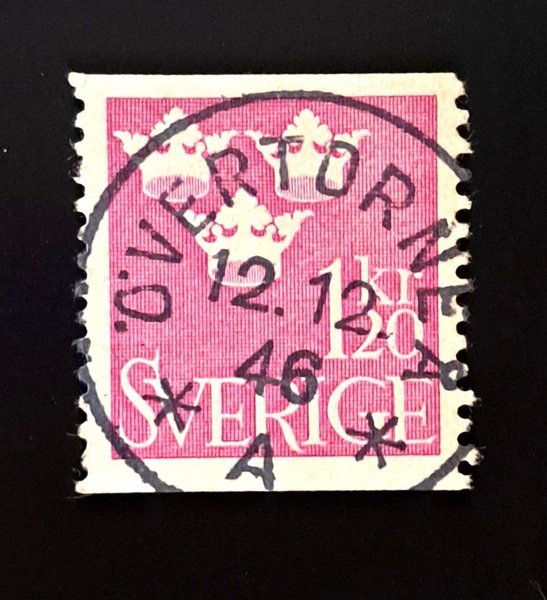 ÖVERTORNEÅ
12.12.
46
* A *
1 kr
20
SVERIGE